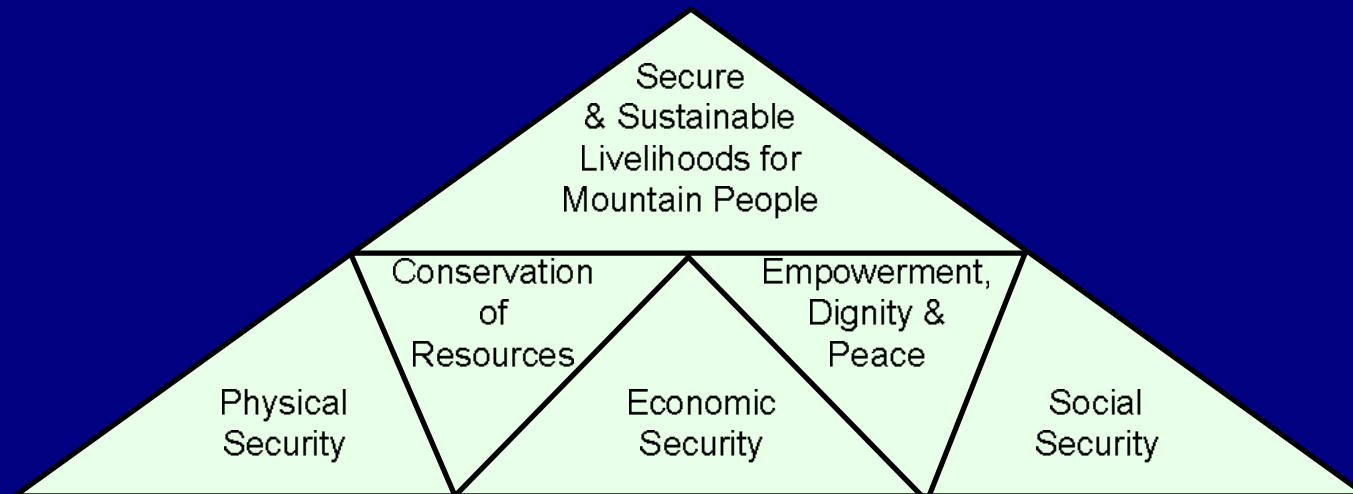 Secure
& Sustainable
Livelihoods for
Mountain People
Conservation
of
Resources
Empowerment,
Dignity &
Peace
Physical
Security
Economic
Security
Social
Security